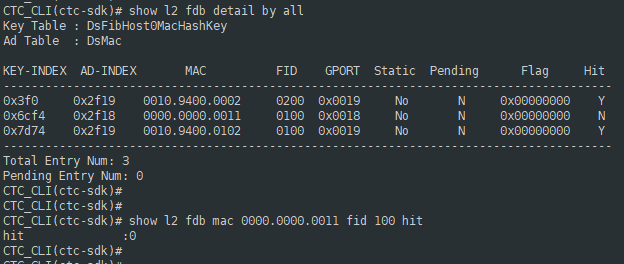 CTC_CLI(ctc-sdk)# show l2 fdb detail by all
Key Table : DsFibHost0MacHashKey
Ad Table  : DsMac
KEY-INDEX  AD-INDEX      MAC         FID   GPORT  Static  Pending      Flag     Hit
--------------------------------------------------------------------------------
0x3f0    0x2f19    0010.9400.0002   0200  0x0019    No      N    0x00000000    Y
0x6cf4   0x2f18    0000.0000.0011   0100  0x0018    No      N    0x00000000    N
0x7d74   0x2f19    0010.9400.0102   0100  0x0019    No      N    0x00000000    Y
--------------------------------------------------------------------------------
Total Entry Num: 3
Pending Entry Num: 0
CTC_CLI(ctc-sdk)#
CTC_CLI(ctc-sdk)#
CTC_CLI(ctc-sdk)# show l2 fdb mac 0000.0000.0011 fid 100 hit
hit             :0
CTC_CLI(ctc-sdk)#
CTC_CLI(ctc-sdk)#